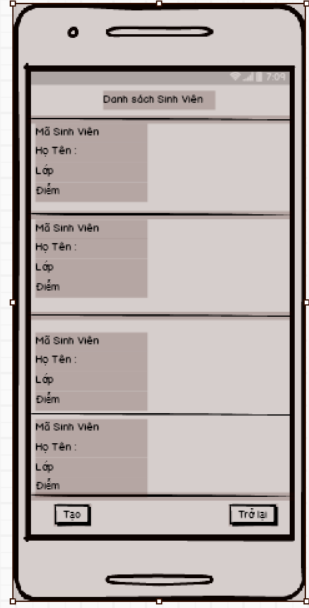 7:09
Danh sách Sinh Viên
Mã Sinh Viên
Họ Tên :
Lớp
Điểm
Mã Sinh Viên
Họ Tên :
Lớp
Điểm
Mã Sinh Viên
Họ Tên :
Lớp
Điểm
Mã Sinh Viên
Họ Tên :
Lớp
Điểm
Tạo
Trở lại